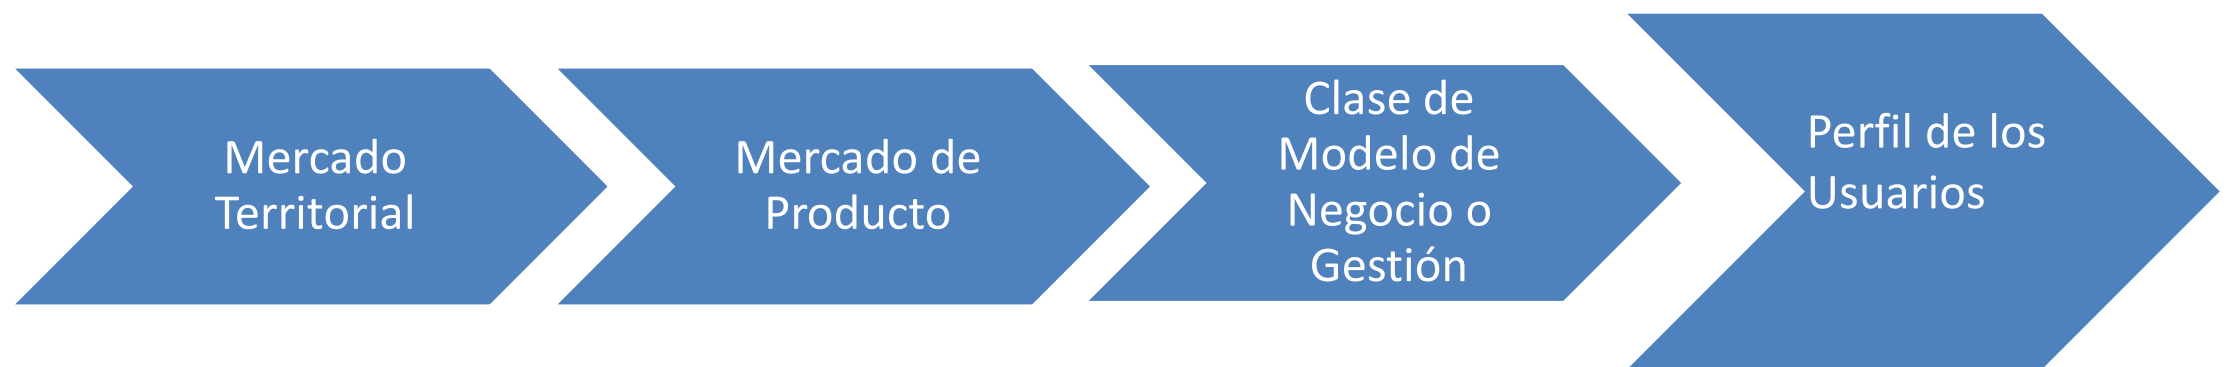 Mercado
Territorial
Mercado de
Producto
Clase de
Modelo de
Negocio o
Gestión
Perfil de los
Usuarios